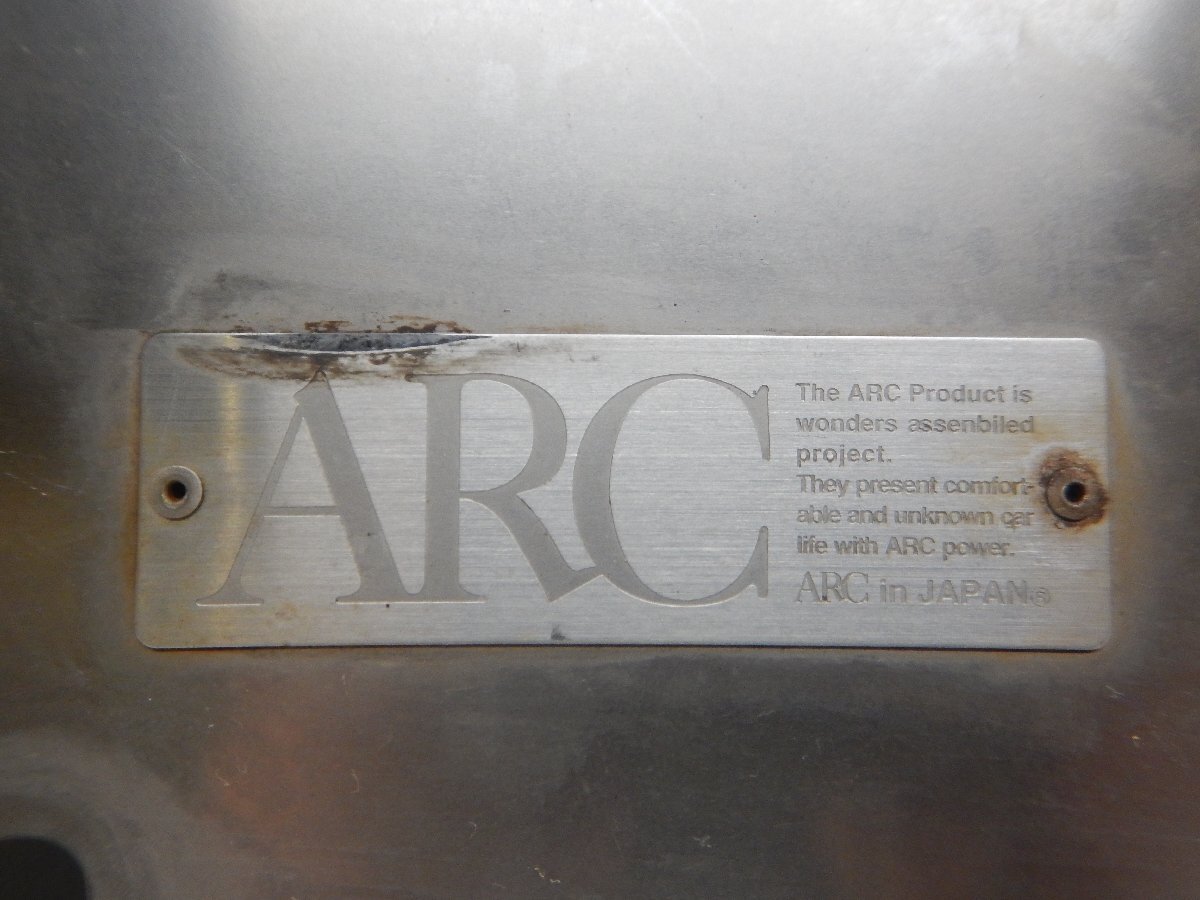 ARC
The ARC Product is
wonders assenbiled
project.
They present comfort-
able and unknown car
life with ARC power.
ARC in JAPAN®